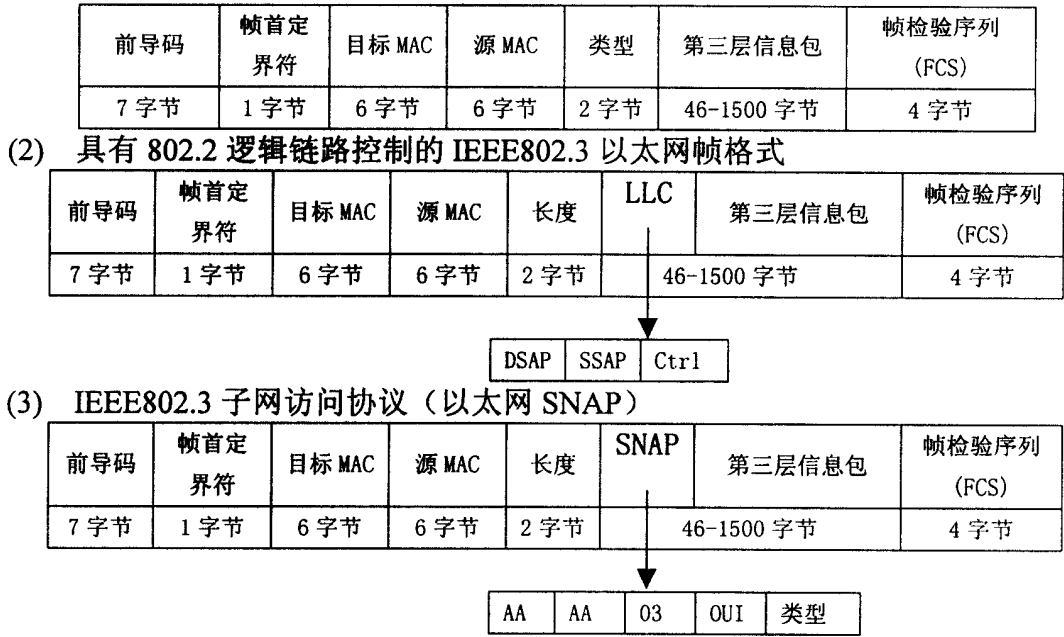 前导码 帧首定界符 目标 MAC 源 MAC 类型 第三层信息包 帧检验序列(FCS)
7 字节 1 字节 6 字节 6 字节 2 字节 46-1500 字节 4 字节
(2) 具有 802.2 逻辑链路控制的 IEEE802.3 以太网帧格式
前导码 帧首定界符 目标 MAC 源 MAC 长度 LLC 第三层信息包 帧检验序列(FCS)
7 字节 1 字节 6 字节 6 字节 2 字节 46-1500 字节 4 字节
DSAP SSAP Ctrl
(3) IEEE802.3 子网访问协议（以太网 SNAP）
前导码 帧首定界符 目标 MAC 源 MAC 长度 SNAP 第三层信息包 帧检验序列(FCS)
7 字节 1 字节 6 字节 6 字节 2 字节 46-1500 字节 4 字节
AA AA 03 OUI 类型